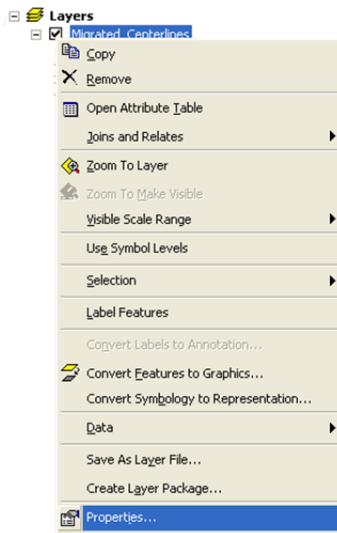 Layers
Migrated_Centerlines
Copy
Remove
Open Attribute Table
Joins and Relates
Zoom To Layer
Zoom To Make Visible
Visible Scale Range
Use Symbol Levels
Selection
Label Features
Convert Labels to Annotation...
Convert Features to Graphics...
Convert Symbology to Representation...
Data
Save As Layer File...
Create Layer Package...
Properties...